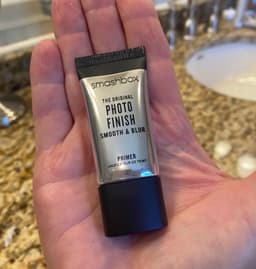 smashbox
THE ORIGINAL
PHOTO
FINISH
SMOOTH & BLUR
PRIMER